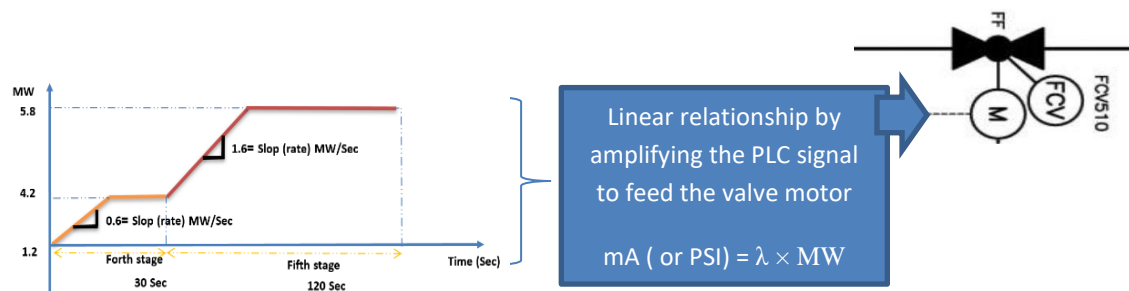 MW
5.8
1.6= Slop (rate) MW/Sec
4.2
0.6= Slop (rate) MW/Sec
1.2
Forth stage
30 Sec
Fifth stage
120 Sec
Time (Sec)
Linear relationship by
amplifying the PLC signal
to feed the valve motor
mA ( or PSI) = λ × MW
FF
M
FCV
FCV510